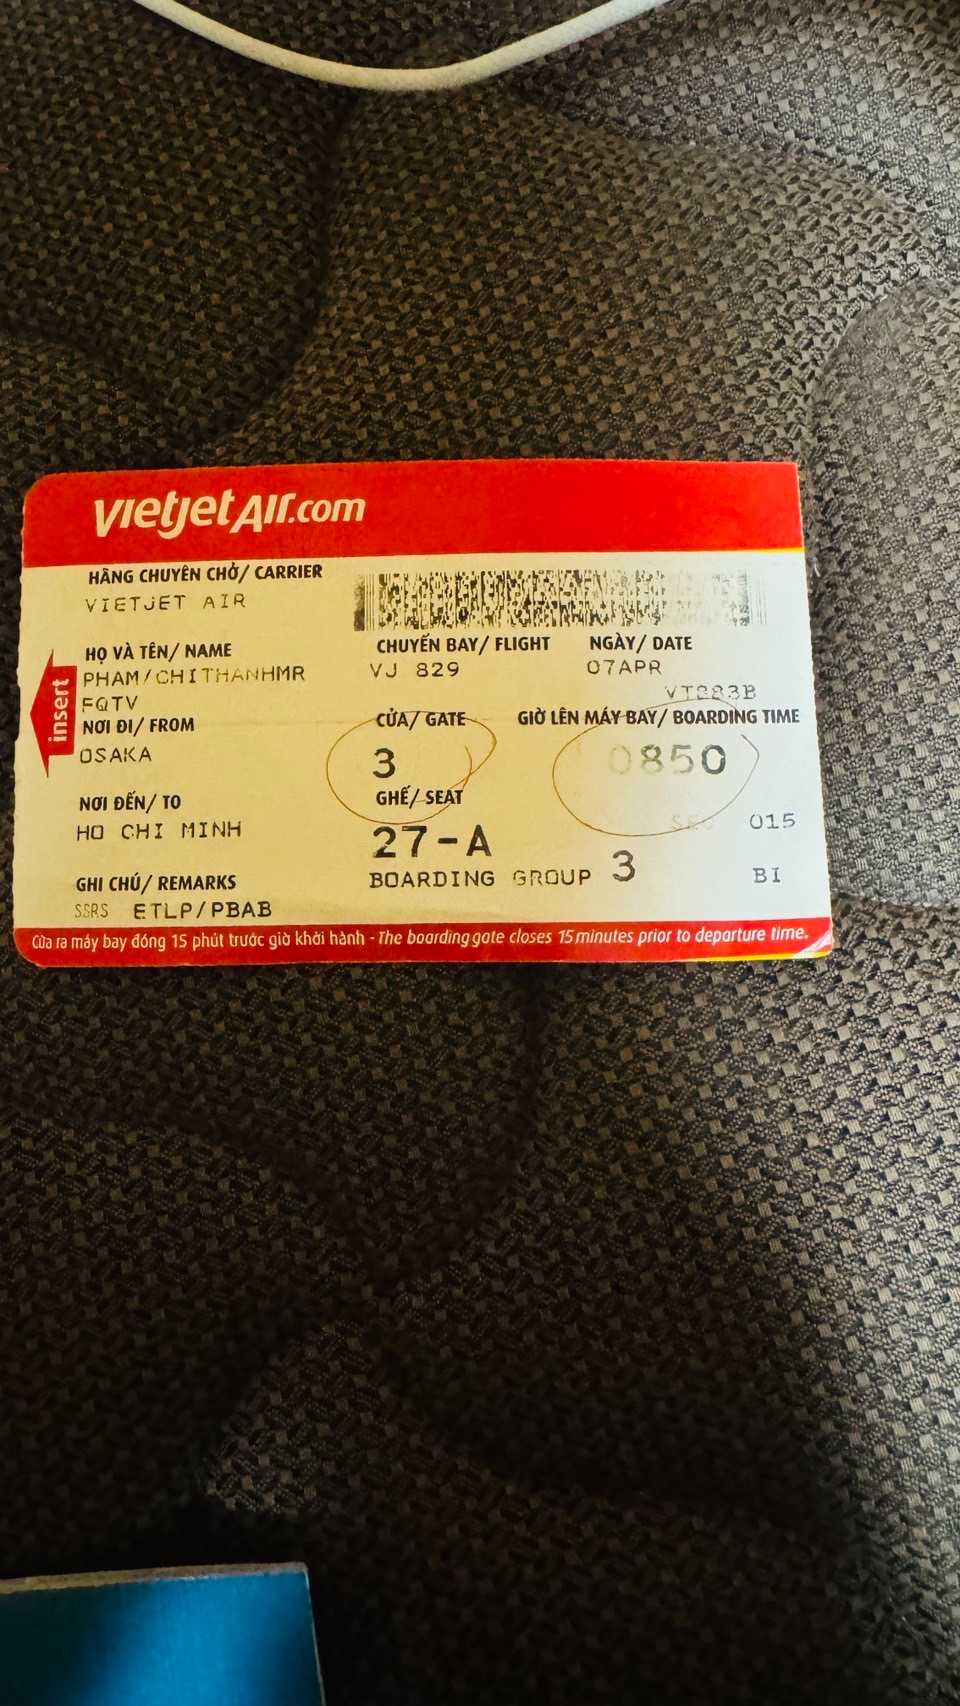 vietjetAir.com
HÃNG CHUYÊN CHỞ/ CARRIER
VIETJET AIR
HỌ VÀ TÊN/ NAME
CHUYẾN BAY/ FLIGHT
NGÀY/ DATE
PHAM/CHITHANHMR
VJ 829
07APR
FQTV
insert
NƠI ĐI/ FROM
CỬA/ GATE
GIỜ LÊN MÁY BAY/ BOARDING TIME
OSAKA
3
0850
NƠI ĐẾN/ TO
GHẾ/ SEAT
HO CHI MINH
27-A
015
GHI CHÚ/ REMARKS
BOARDING GROUP 3
BI
SSRS ETLP/PBAB
Cửa ra máy bay đóng 15 phút trước giờ khởi hành - The boarding gate closes 15 minutes prior to departure time.